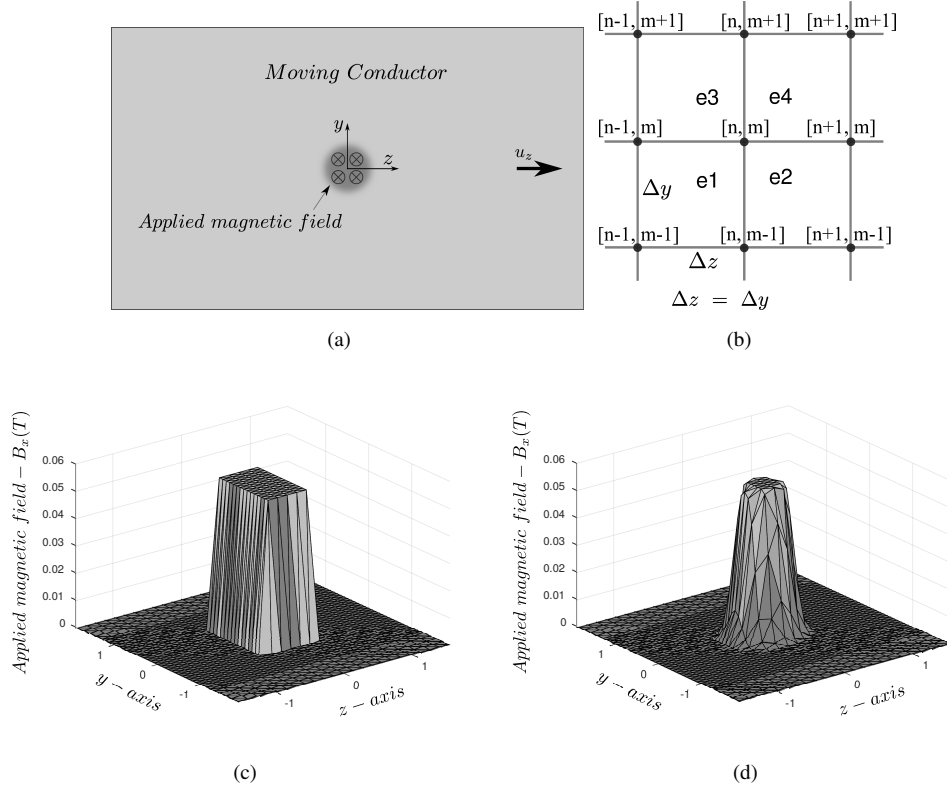 Moving Conductor
y
z
u_z
Applied magnetic field
(a)
[n-1, m+1] [n, m+1] [n+1, m+1]
e3 e4
[n-1, m] [n, m] [n+1, m]
Δy e1 e2
[n-1, m-1] [n, m-1] [n+1, m-1]
Δz
Δz = Δy
(b)
Applied magnetic field − B_x(T)
0.06
0.05
0.04
0.03
0.02
0.01
0
1
0
-1
y − axis
-1
0
1
z − axis
(c)
Applied magnetic field − B_x(T)
0.06
0.05
0.04
0.03
0.02
0.01
0
1
0
-1
y − axis
-1
0
1
z − axis
(d)